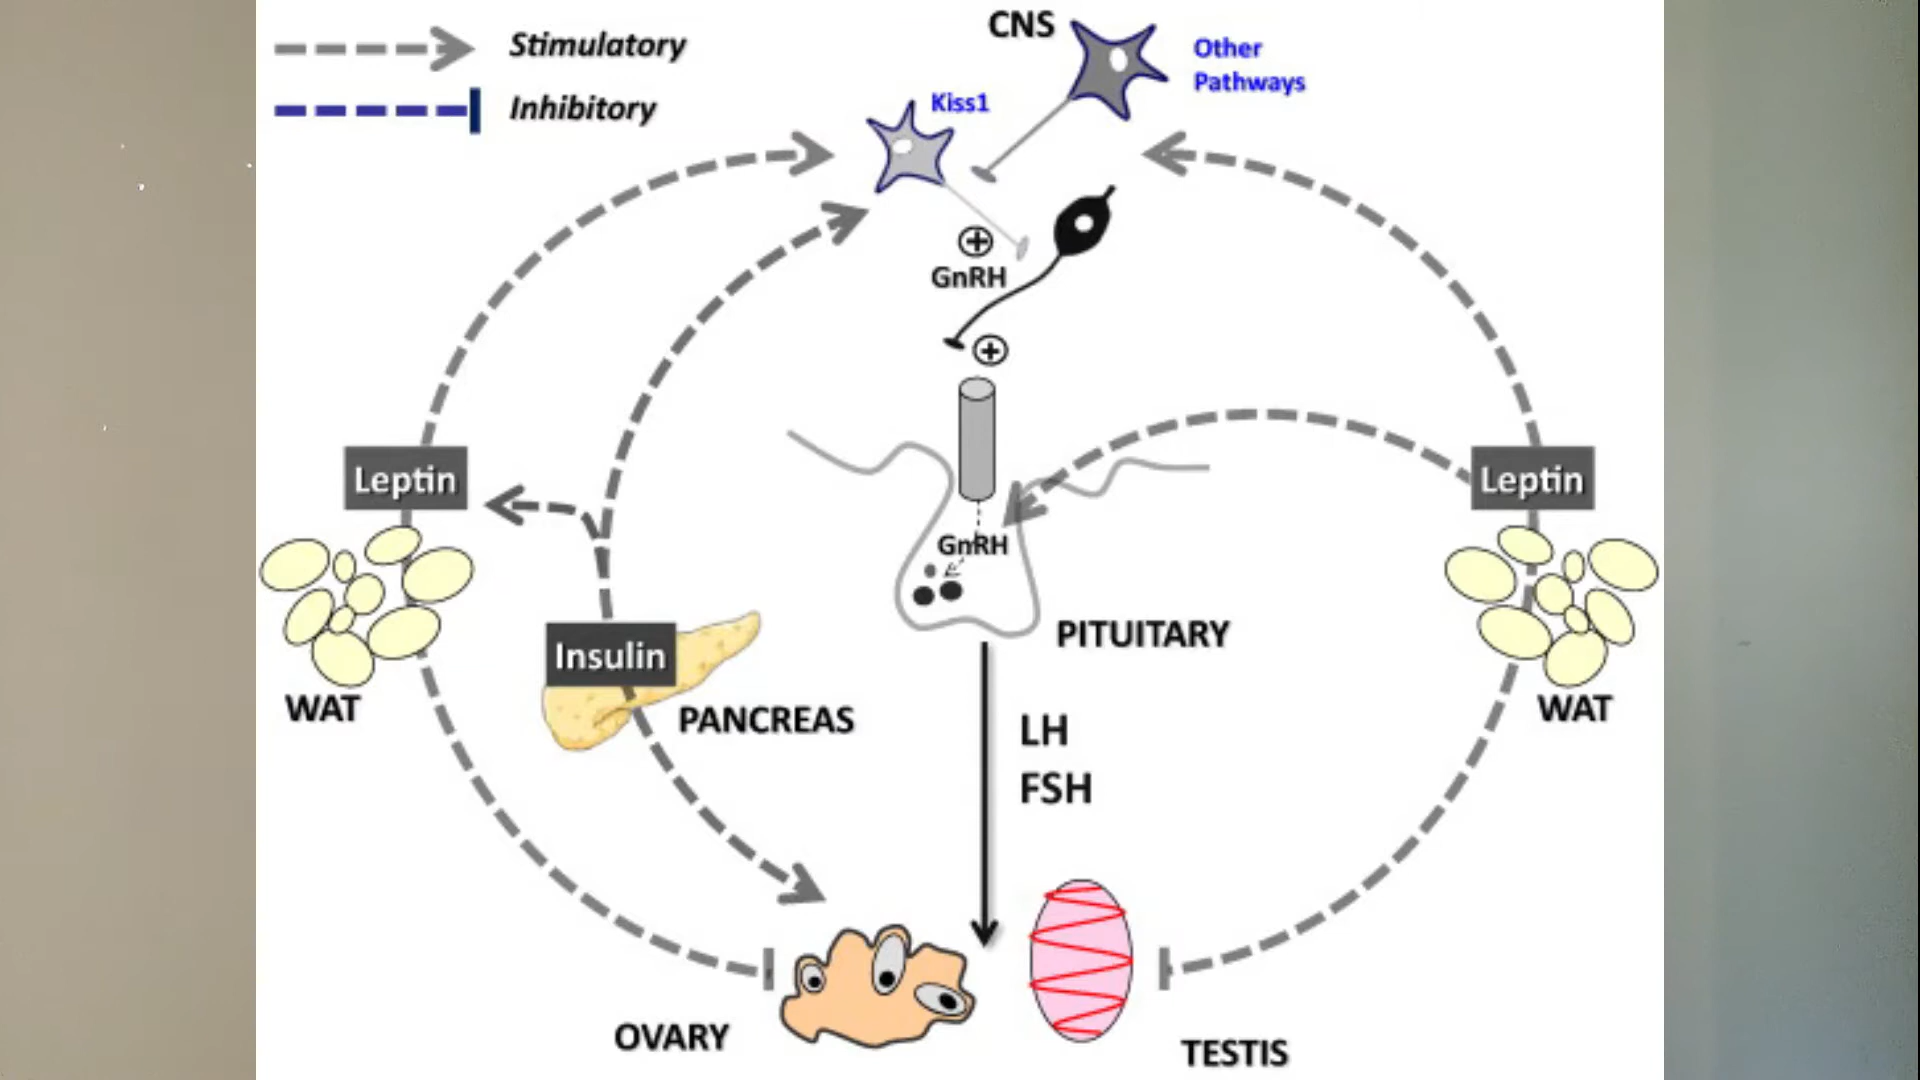 Stimulatory
Inhibitory
CNS
Other
Pathways
Kiss1
GnRH
Leptin
Leptin
GnRH
PITUITARY
Insulin
WAT
PANCREAS
WAT
LH
FSH
OVARY
TESTIS